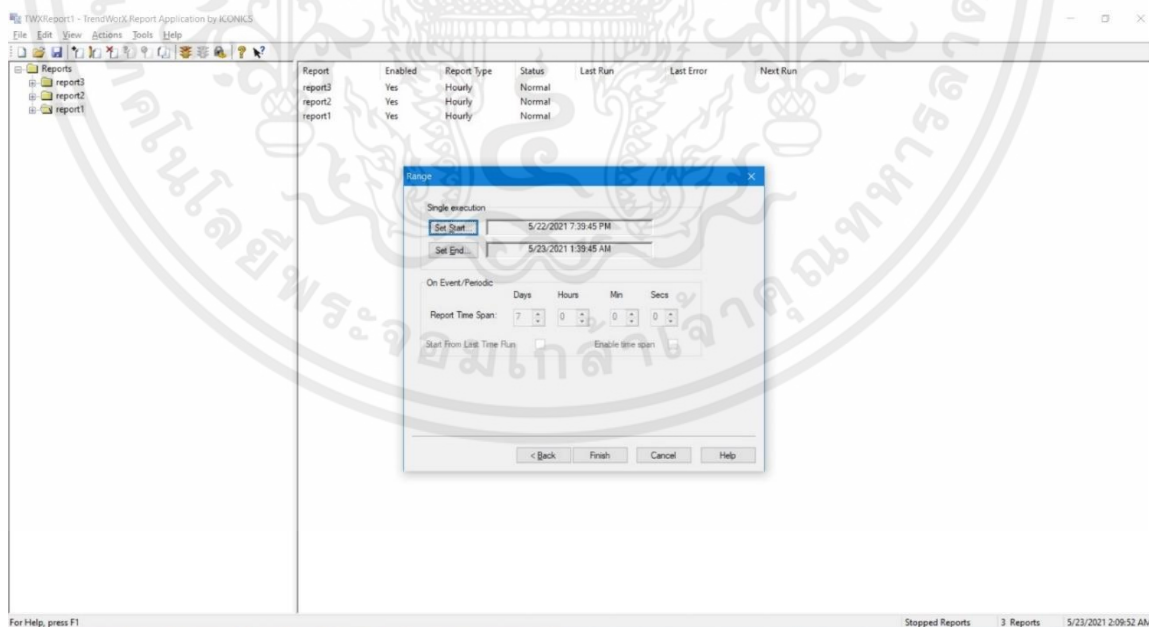 TWXReport1 - TrendWorX Report Application by ICONICS
File Edit View Actions Tools Help
Reports
report3
report2
report1
Report Enabled Report Type Status Last Run Last Error Next Run
report3 Yes Hourly Normal
report2 Yes Hourly Normal
report1 Yes Hourly Normal
Range
Single execution
Set Start... 5/22/2021 7:39:45 PM
Set End... 5/23/2021 1:39:45 AM
On Event/Periodic
Days Hours Min Secs
Report Time Span: 7 0 0 0
Start From Last Time Run Enable time span
< Back Finish Cancel Help
For Help, press F1
Stopped Reports 3 Reports 5/23/2021 2:09:52 AM